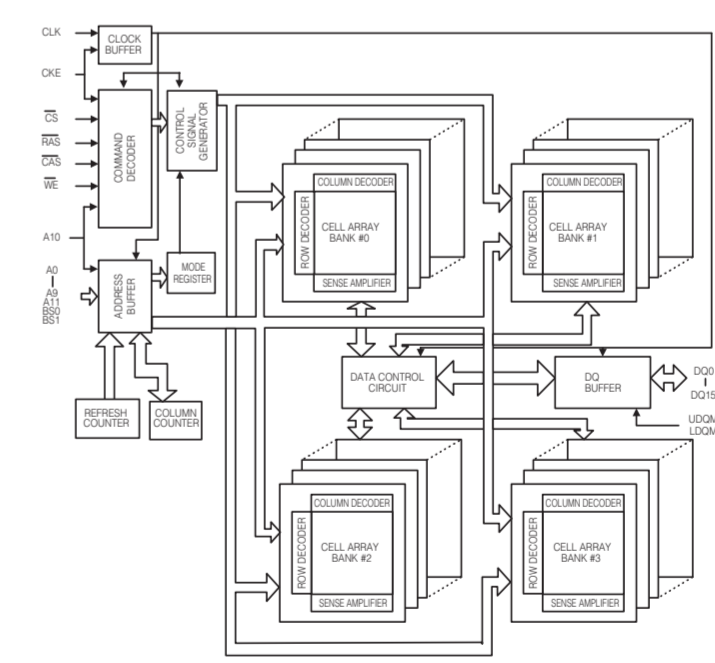 CLK
CLOCK
BUFFER
CKE
CS
RAS
CAS
WE
COMMAND
DECODER
CONTROL
SIGNAL
GENERATOR
A10
A0
A9
A11
BS0
BS1
ADDRESS
BUFFER
MODE
REGISTER
REFRESH
COUNTER
COLUMN
COUNTER
COLUMN DECODER
ROW DECODER
CELL ARRAY
BANK #0
SENSE AMPLIFIER
COLUMN DECODER
ROW DECODER
CELL ARRAY
BANK #1
SENSE AMPLIFIER
DATA CONTROL
CIRCUIT
DQ
BUFFER
DQ0
DQ15
UDQM
LDQM
COLUMN DECODER
ROW DECODER
CELL ARRAY
BANK #2
SENSE AMPLIFIER
COLUMN DECODER
ROW DECODER
CELL ARRAY
BANK #3
SENSE AMPLIFIER